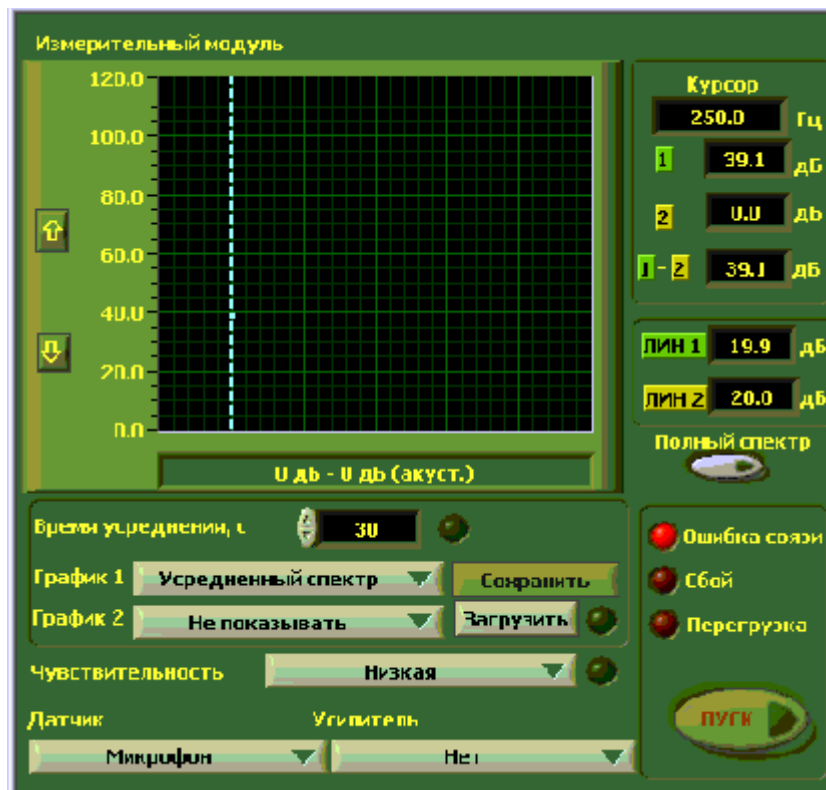 Измерительный модуль
120.0
100.0
80.0
60.0
40.0
20.0
0.0
0 дБ - 0 дБ (акуст.)
Курсор
250.0 Гц
1 39.1 дБ
2 0.0 дБ
1 - 2 39.1 дБ
ЛИН 1 19.9 дБ
ЛИН 2 20.0 дБ
Полный спектр
Время усреднения, с 30
График 1 Усредненный спектр Сохранить
График 2 Не показывать Загрузить
Чувствительность Низкая
Датчик Усилитель
Микрофон Нет
Ошибка связи
Сбой
Перегрузка
ПУСК